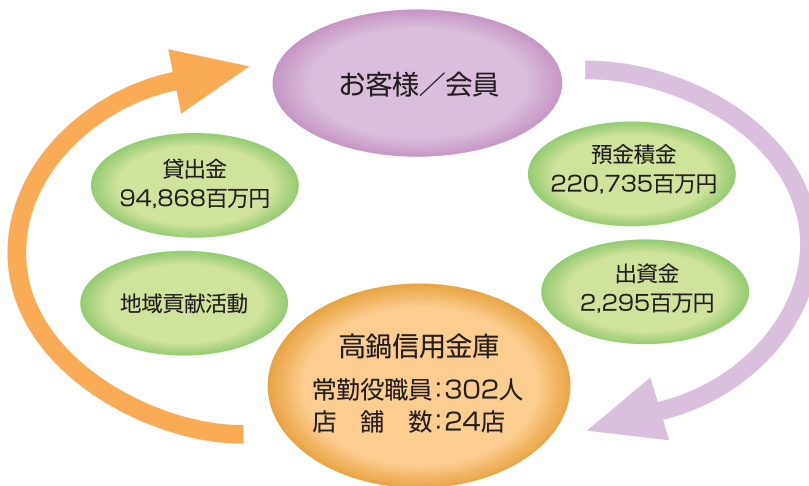 お客様／会員
貸出金
94,868百万円
預金積金
220,735百万円
地域貢献活動
出資金
2,295百万円
高鍋信用金庫
常勤役職員：302人
店　舗　数：24店